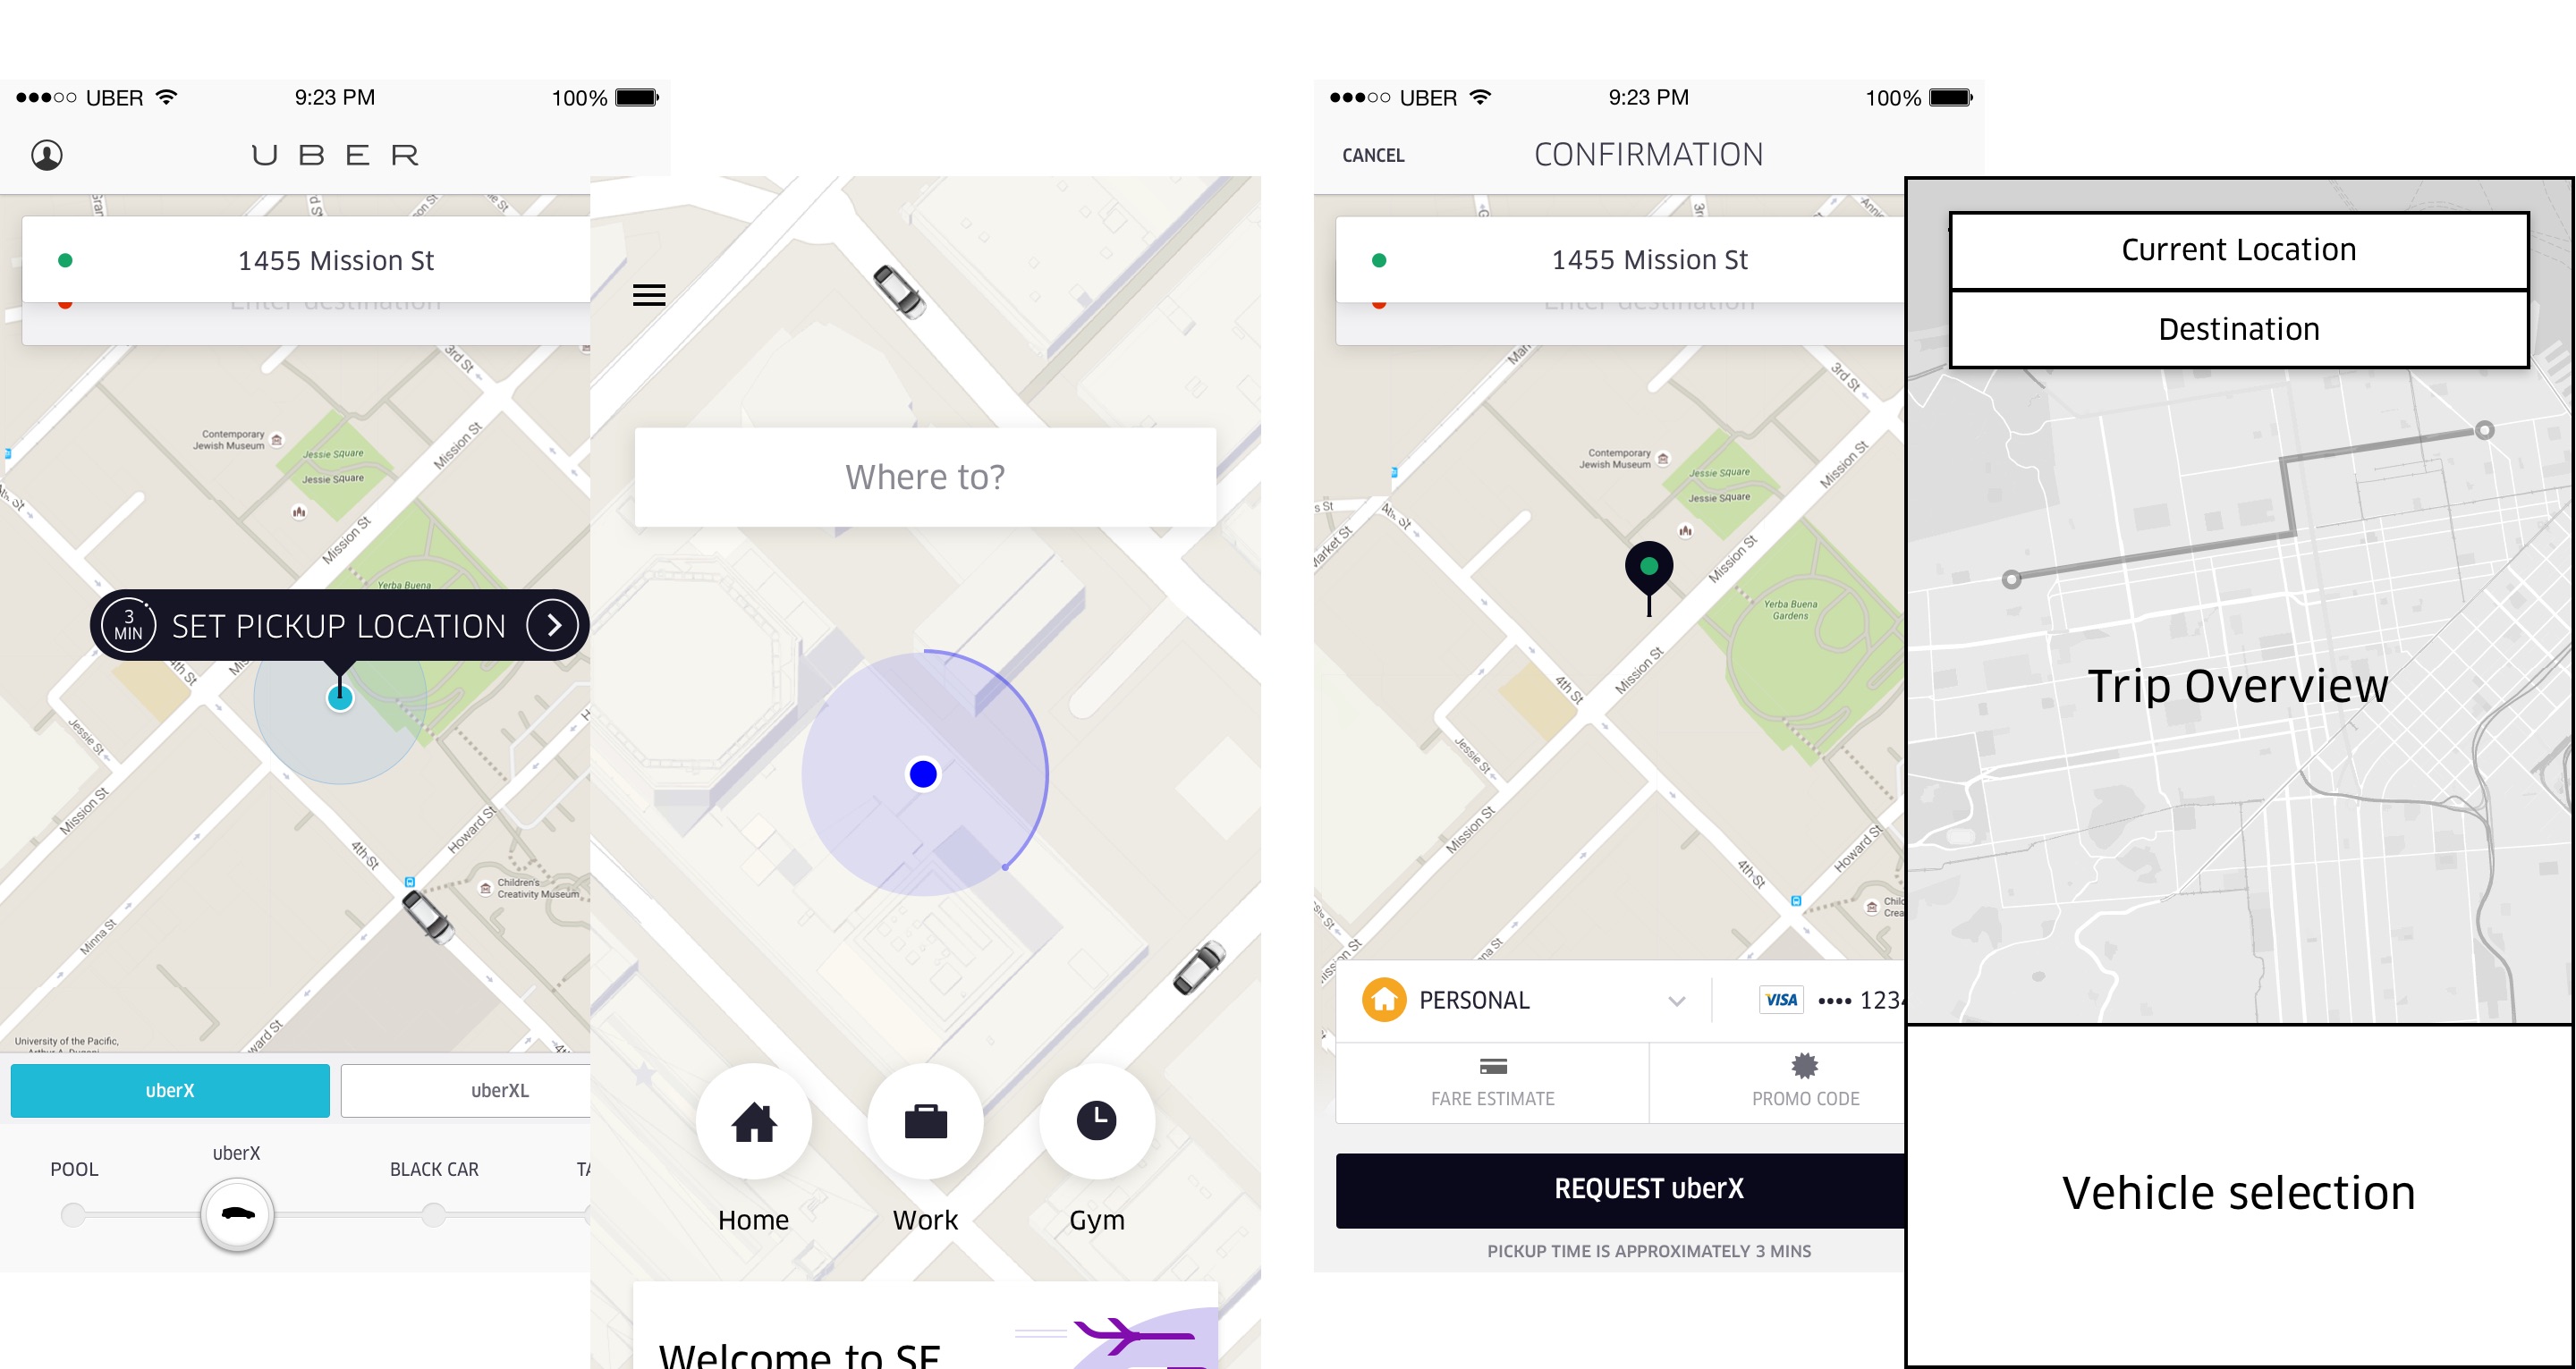 UBER
9:23 PM
100%
UBER
1455 Mission St
Enter destination
3rd St
Contemporary
Jewish Museum
Jessie Square
Jessie Square
Mission St
Mission St
Yerba Buena
3
MIN
SET PICKUP LOCATION
4th St
Jessie St
Mission St
Howard St
4th St
Children's
Creativity Museum
Minna St
University of the Pacific,
uberX
uberXL
POOL
uberX
BLACK CAR
Where to?
Home
Work
Gym
Welcome to SF
UBER
9:23 PM
100%
CANCEL
CONFIRMATION
1455 Mission St
Enter destination
3rd St
Contemporary
Jewish Museum
Jessie Square
Jessie Square
Mission St
4th St
Market St
Mission St
Yerba Buena
Gardens
Mission St
4th St
Jessie St
Mission St
Howard St
4th St
PERSONAL
VISA
•••• 123
FARE ESTIMATE
PROMO CODE
REQUEST uberX
PICKUP TIME IS APPROXIMATELY 3 MINS
Current Location
Destination
Trip Overview
Vehicle selection